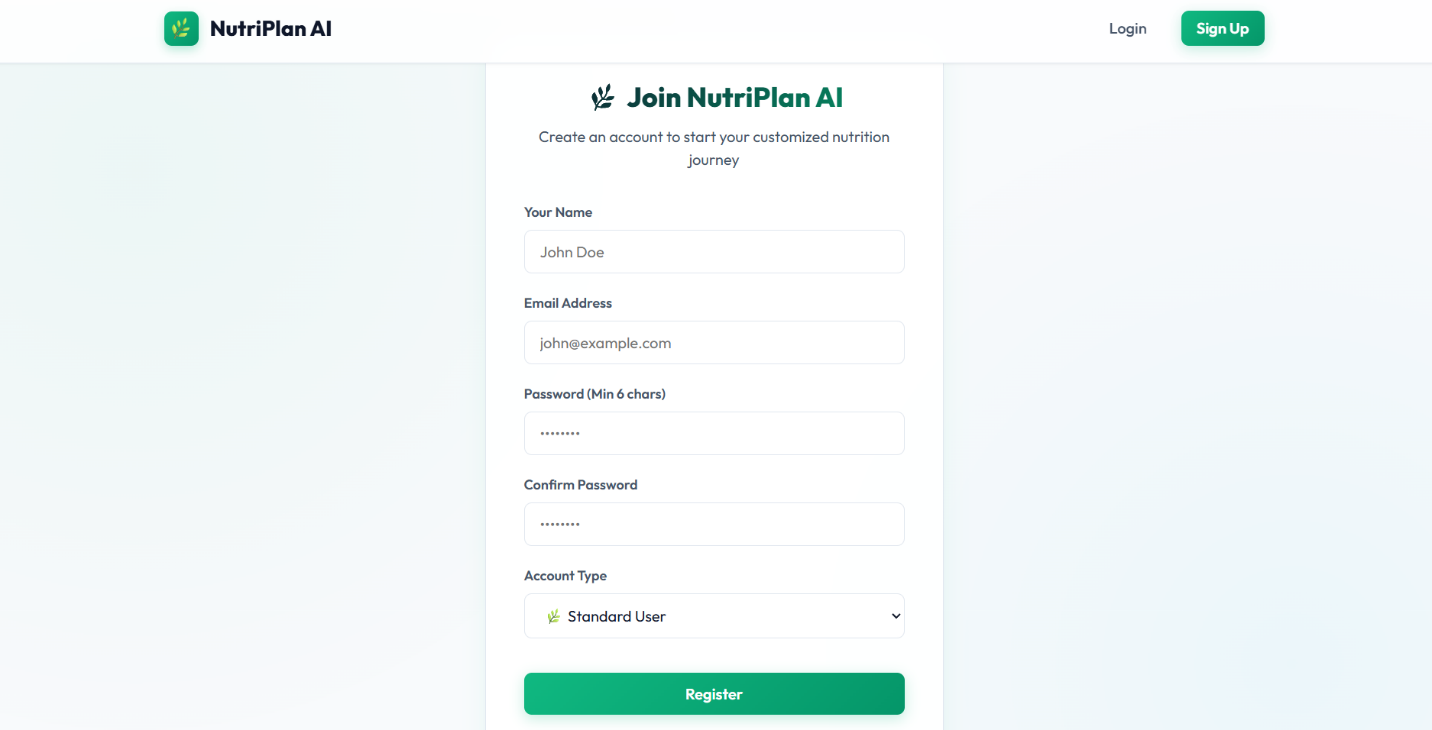 NutriPlan AI
Login
Sign Up
Join NutriPlan AI
Create an account to start your customized nutrition
journey
Your Name
John Doe
Email Address
john@example.com
Password (Min 6 chars)
••••••••
Confirm Password
••••••••
Account Type
Standard User
Register